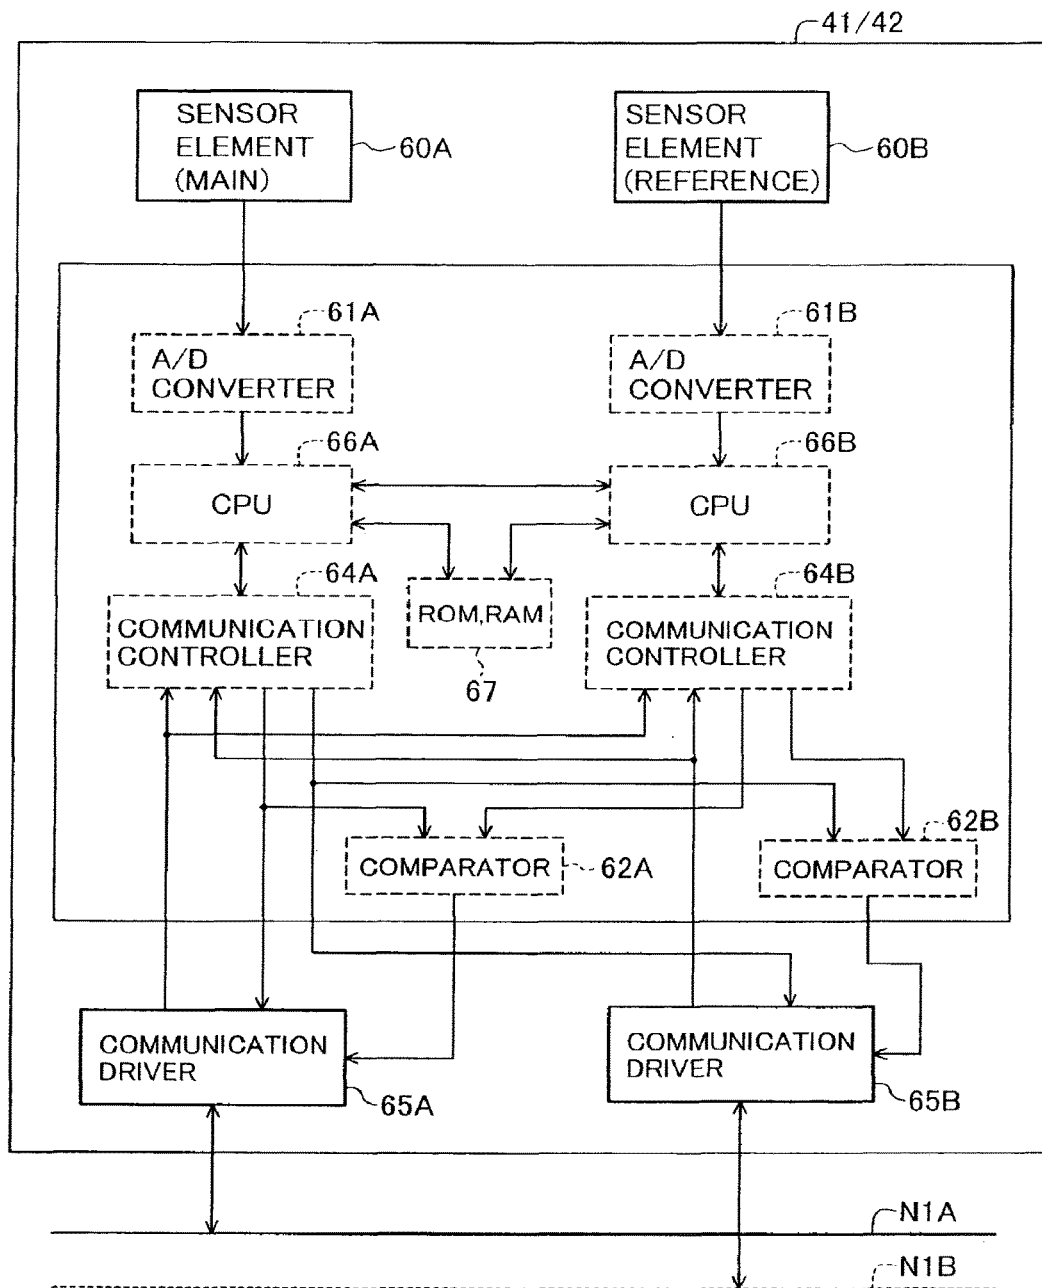 41/42
SENSOR
ELEMENT
(MAIN)
60A
SENSOR
ELEMENT
(REFERENCE)
60B
61A
A/D
CONVERTER
61B
A/D
CONVERTER
66A
CPU
66B
CPU
64A
COMMUNICATION
CONTROLLER
ROM,RAM
67
64B
COMMUNICATION
CONTROLLER
COMPARATOR
62A
62B
COMPARATOR
COMMUNICATION
DRIVER
65A
COMMUNICATION
DRIVER
65B
N1A
N1B